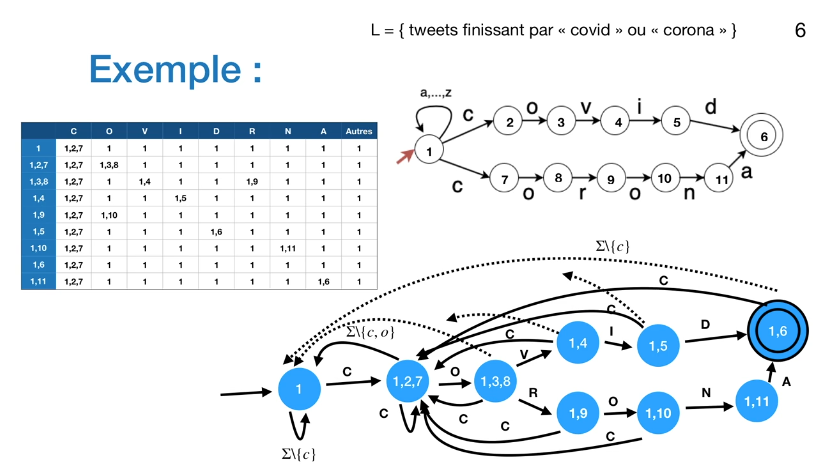 L = { tweets finissant par « covid » ou « corona » }
6
Exemple :
C O V I D R N A Autres
1 1,2,7 1 1 1 1 1 1 1 1
1,2,7 1,2,7 1,3,8 1 1 1 1 1 1 1
1,3,8 1,2,7 1 1,4 1 1 1,9 1 1 1
1,4 1,2,7 1 1 1,5 1 1 1 1 1
1,9 1,2,7 1,10 1 1 1 1 1 1 1
1,5 1,2,7 1 1 1 1,6 1 1 1 1
1,10 1,2,7 1 1 1 1 1 1,11 1 1
1,6 1,2,7 1 1 1 1 1 1 1 1
1,11 1,2,7 1 1 1 1 1 1 1,6 1
a,...,z
c o v i d
1 2 3 4 5 6
c o r o n a
7 8 9 10 11
Σ\{c}
C
C
Σ\{c, o}
C
1,4 I 1,5 D 1,6
V
1 C 1,2,7 O 1,3,8
R
A
C
C
C
1,9 O 1,10 N 1,11
C
Σ\{c}